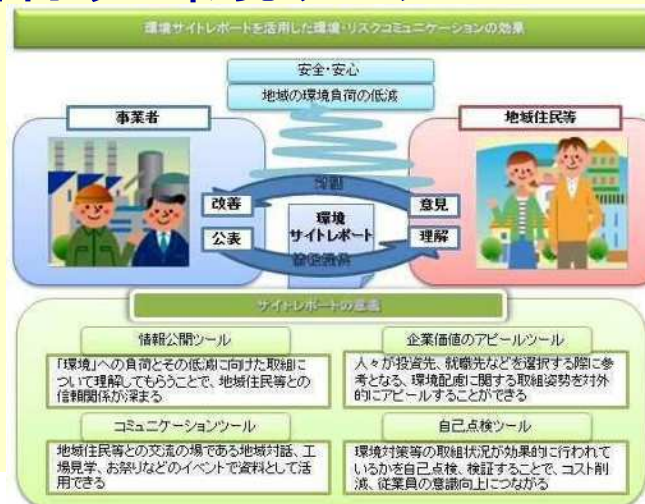 環境サイトレポートを活用した環境・リスクコミュニケーションの効果
安全・安心
地域の環境負荷の低減
事業者
地域住民等
改善
意見
環境
サイトレポート
公表
理解
サイトレポートの意義
情報公開ツール
「環境」への負荷とその低減に向けた取組に
ついて理解してもらうことで、地域住民等との
信頼関係が深まる
企業価値のアピールツール
人々が投資先、就職先などを選択する際に参
考となる、環境配慮に関する取組姿勢を対外
的にアピールすることができる
コミュニケーションツール
地域住民等との交流の場である地域対話、工
場見学、お祭りなどのイベントで資料として活
用できる
自己点検ツール
環境対策等の取組状況が効果的に行われて
いるかを自己点検、検証することで、コスト削
減、従業員の意識向上につながる